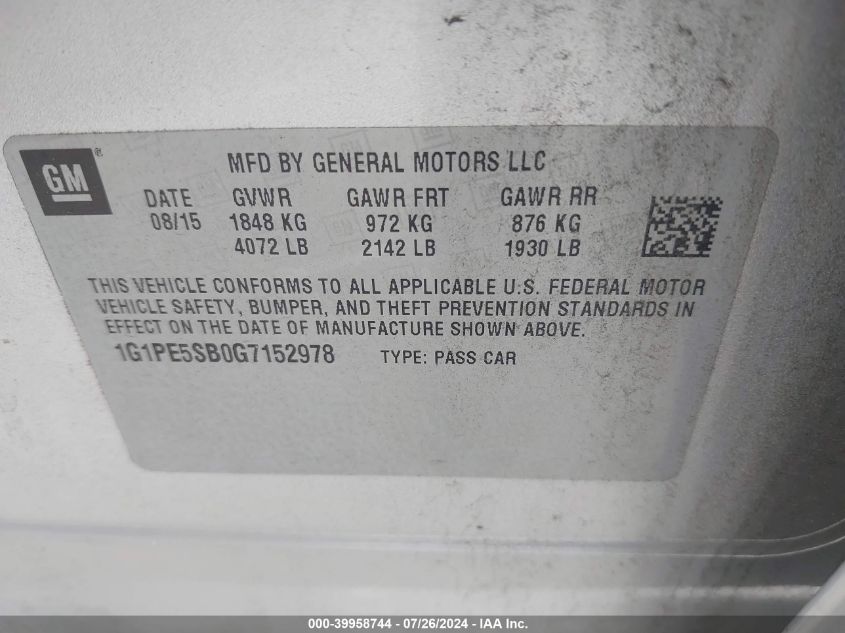 GM®
MFD BY GENERAL MOTORS LLC
DATE GVWR GAWR FRT GAWR RR
08/15 1848 KG 972 KG 876 KG
4072 LB 2142 LB 1930 LB
THIS VEHICLE CONFORMS TO ALL APPLICABLE U.S. FEDERAL MOTOR
VEHICLE SAFETY, BUMPER, AND THEFT PREVENTION STANDARDS IN
EFFECT ON THE DATE OF MANUFACTURE SHOWN ABOVE.
1G1PE5SB0G7152978 TYPE: PASS CAR
000-39958744 - 07/26/2024 - IAA Inc.